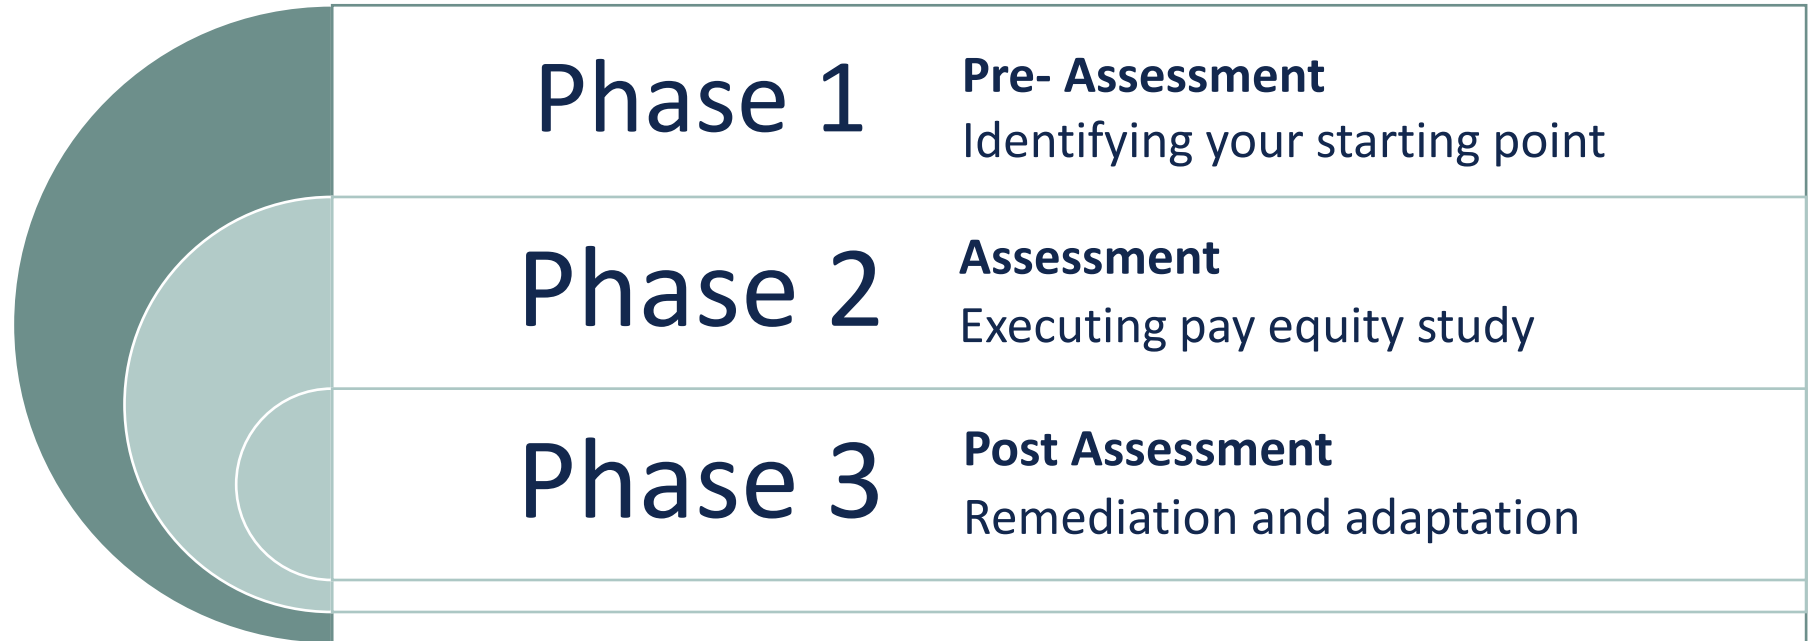 Phase 1
Pre- Assessment
Identifying your starting point
Phase 2
Assessment
Executing pay equity study
Phase 3
Post Assessment
Remediation and adaptation